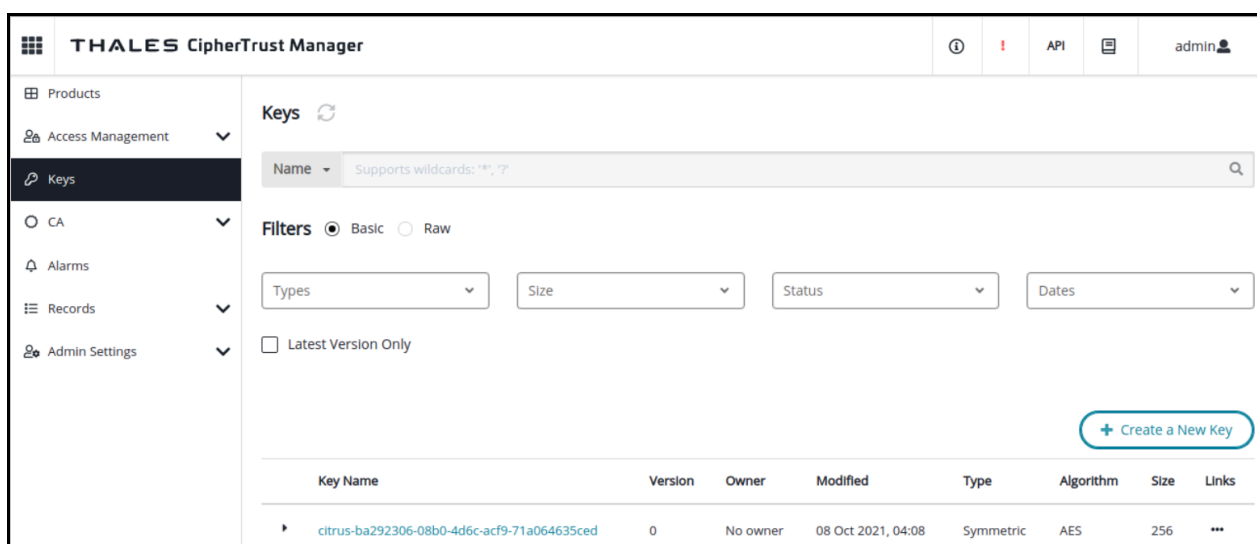 THALES CipherTrust Manager
! API admin
Products
Access Management
Keys
CA
Alarms
Records
Admin Settings
Keys
Name Supports wildcards: '*', '?'
Filters Basic Raw
Types Size Status Dates
Latest Version Only
+ Create a New Key
Key Name Version Owner Modified Type Algorithm Size Links
citrus-ba292306-08b0-4d6c-acf9-71a064635ced 0 No owner 08 Oct 2021, 04:08 Symmetric AES 256 •••